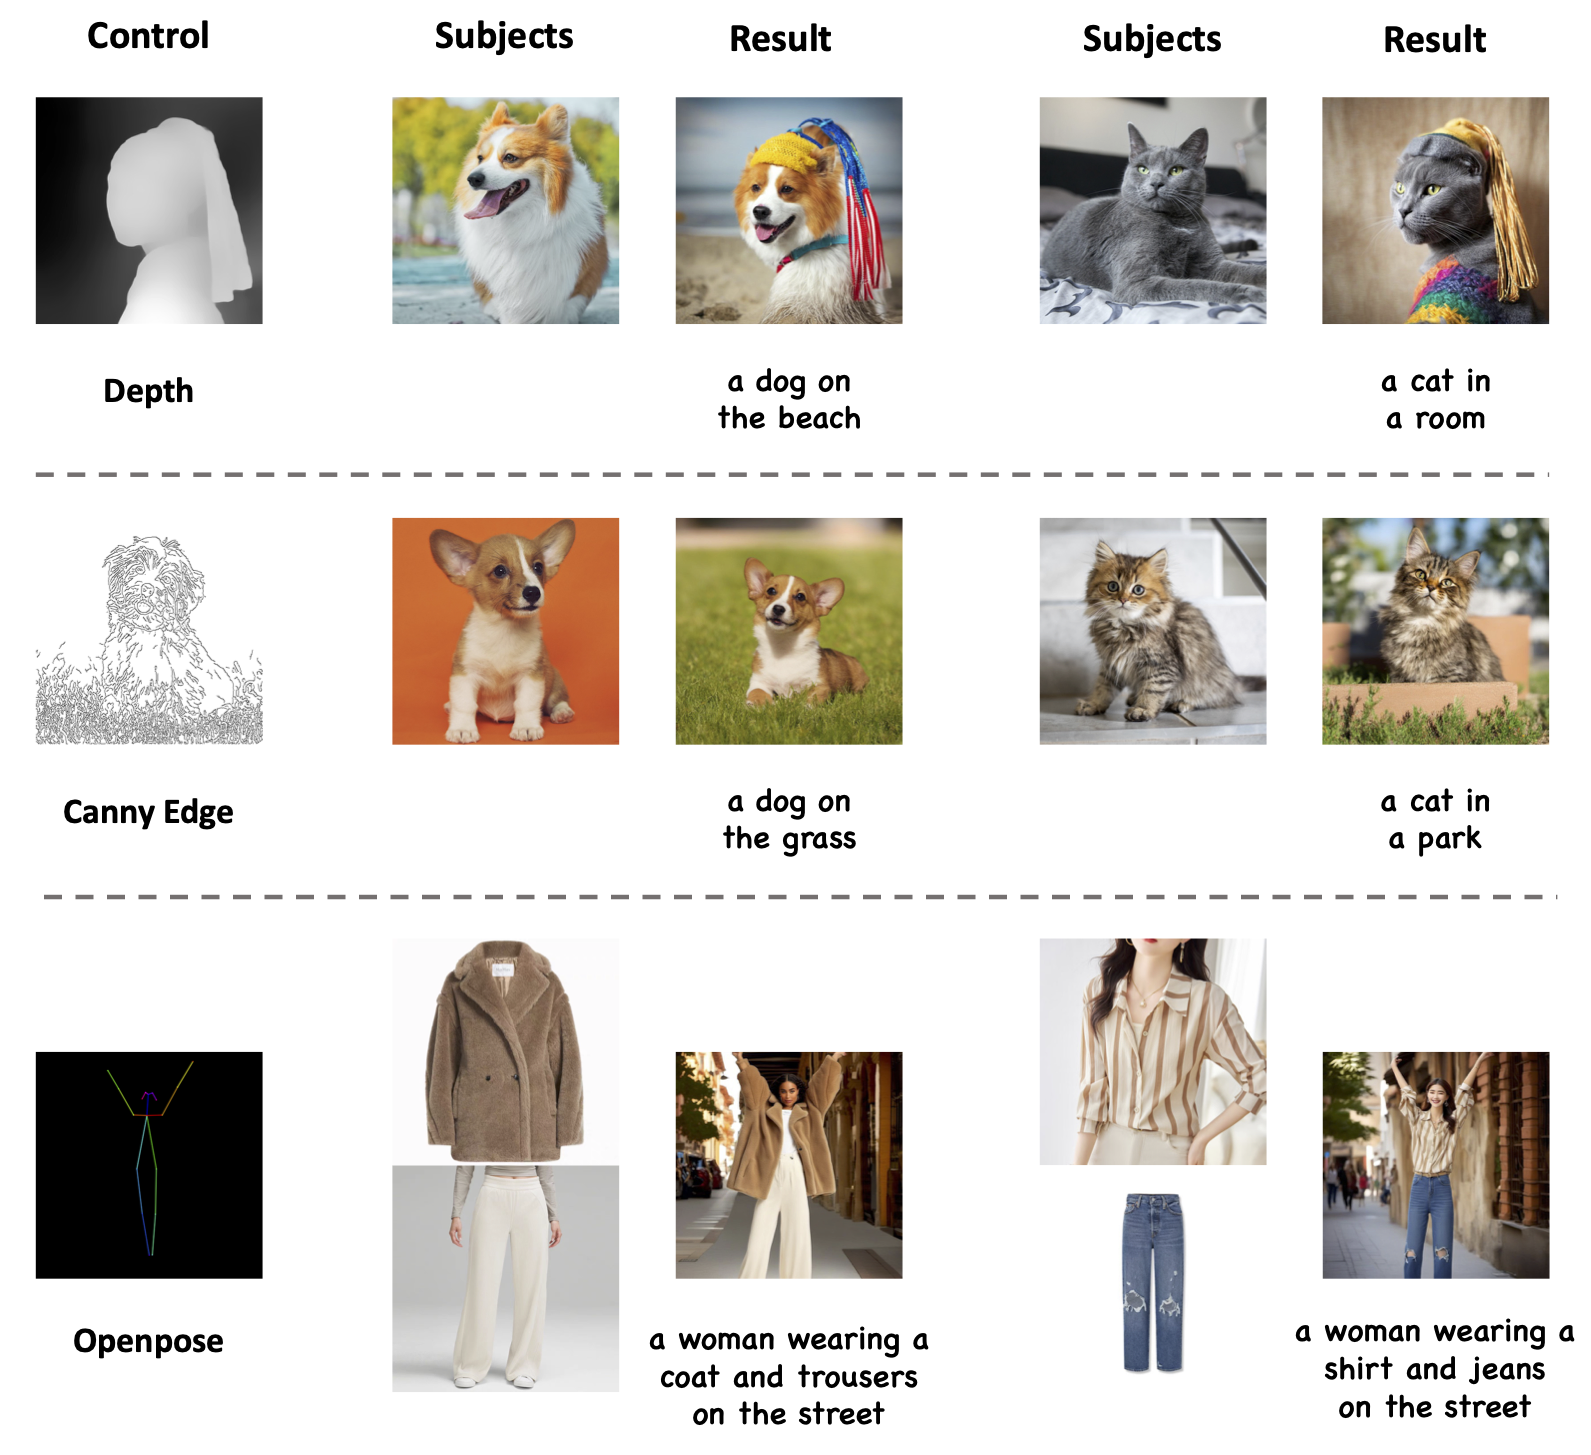 Control
Subjects
Result
Subjects
Result
Depth
a dog on
the beach
a cat in
a room
Canny Edge
a dog on
the grass
a cat in
a park
Openpose
a woman wearing a
coat and trousers
on the street
a woman wearing a
shirt and jeans
on the street